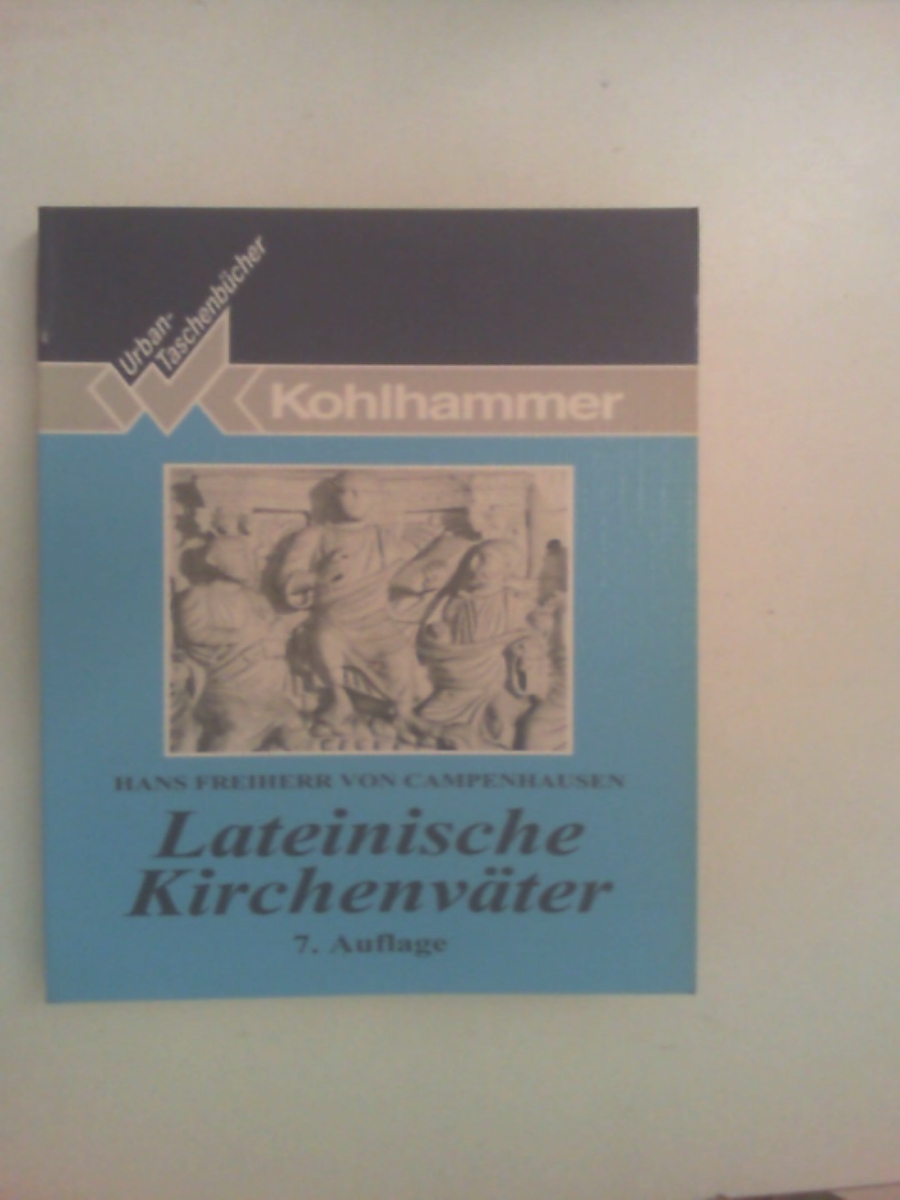 Urban-
Taschenbücher
Kohlhammer
HANS FREIHERR VON CAMPENHAUSEN
Lateinische
Kirchenväter
7. Auflage